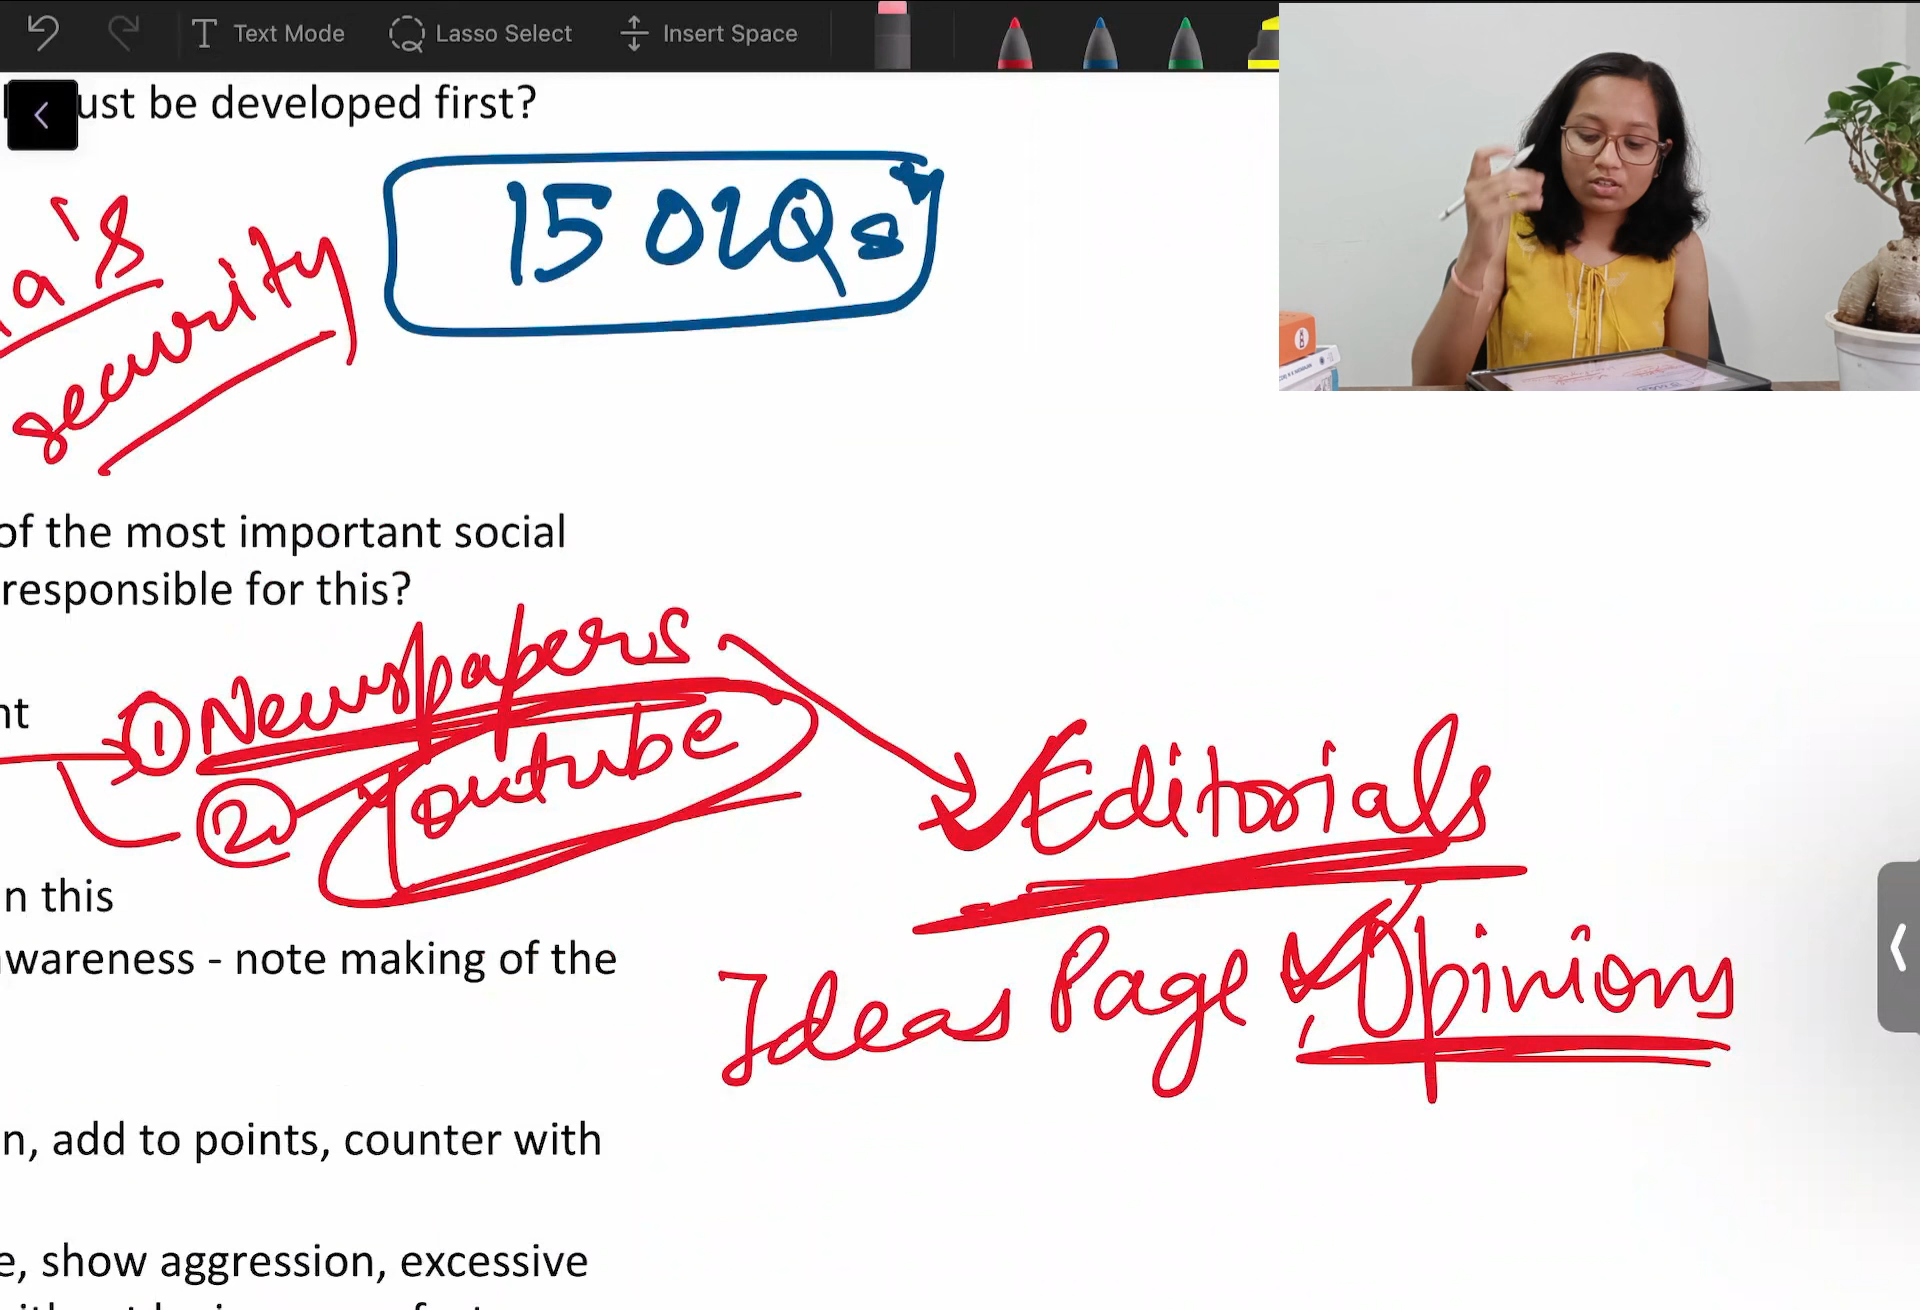 Text Mode Lasso Select Insert Space
ust be developed first?
15 OLQs
a's
security
of the most important social
responsible for this?
① Newspapers
nt
② Youtube
Editorials
n this
wareness - note making of the
Ideas Page Opinions
n, add to points, counter with
e, show aggression, excessive